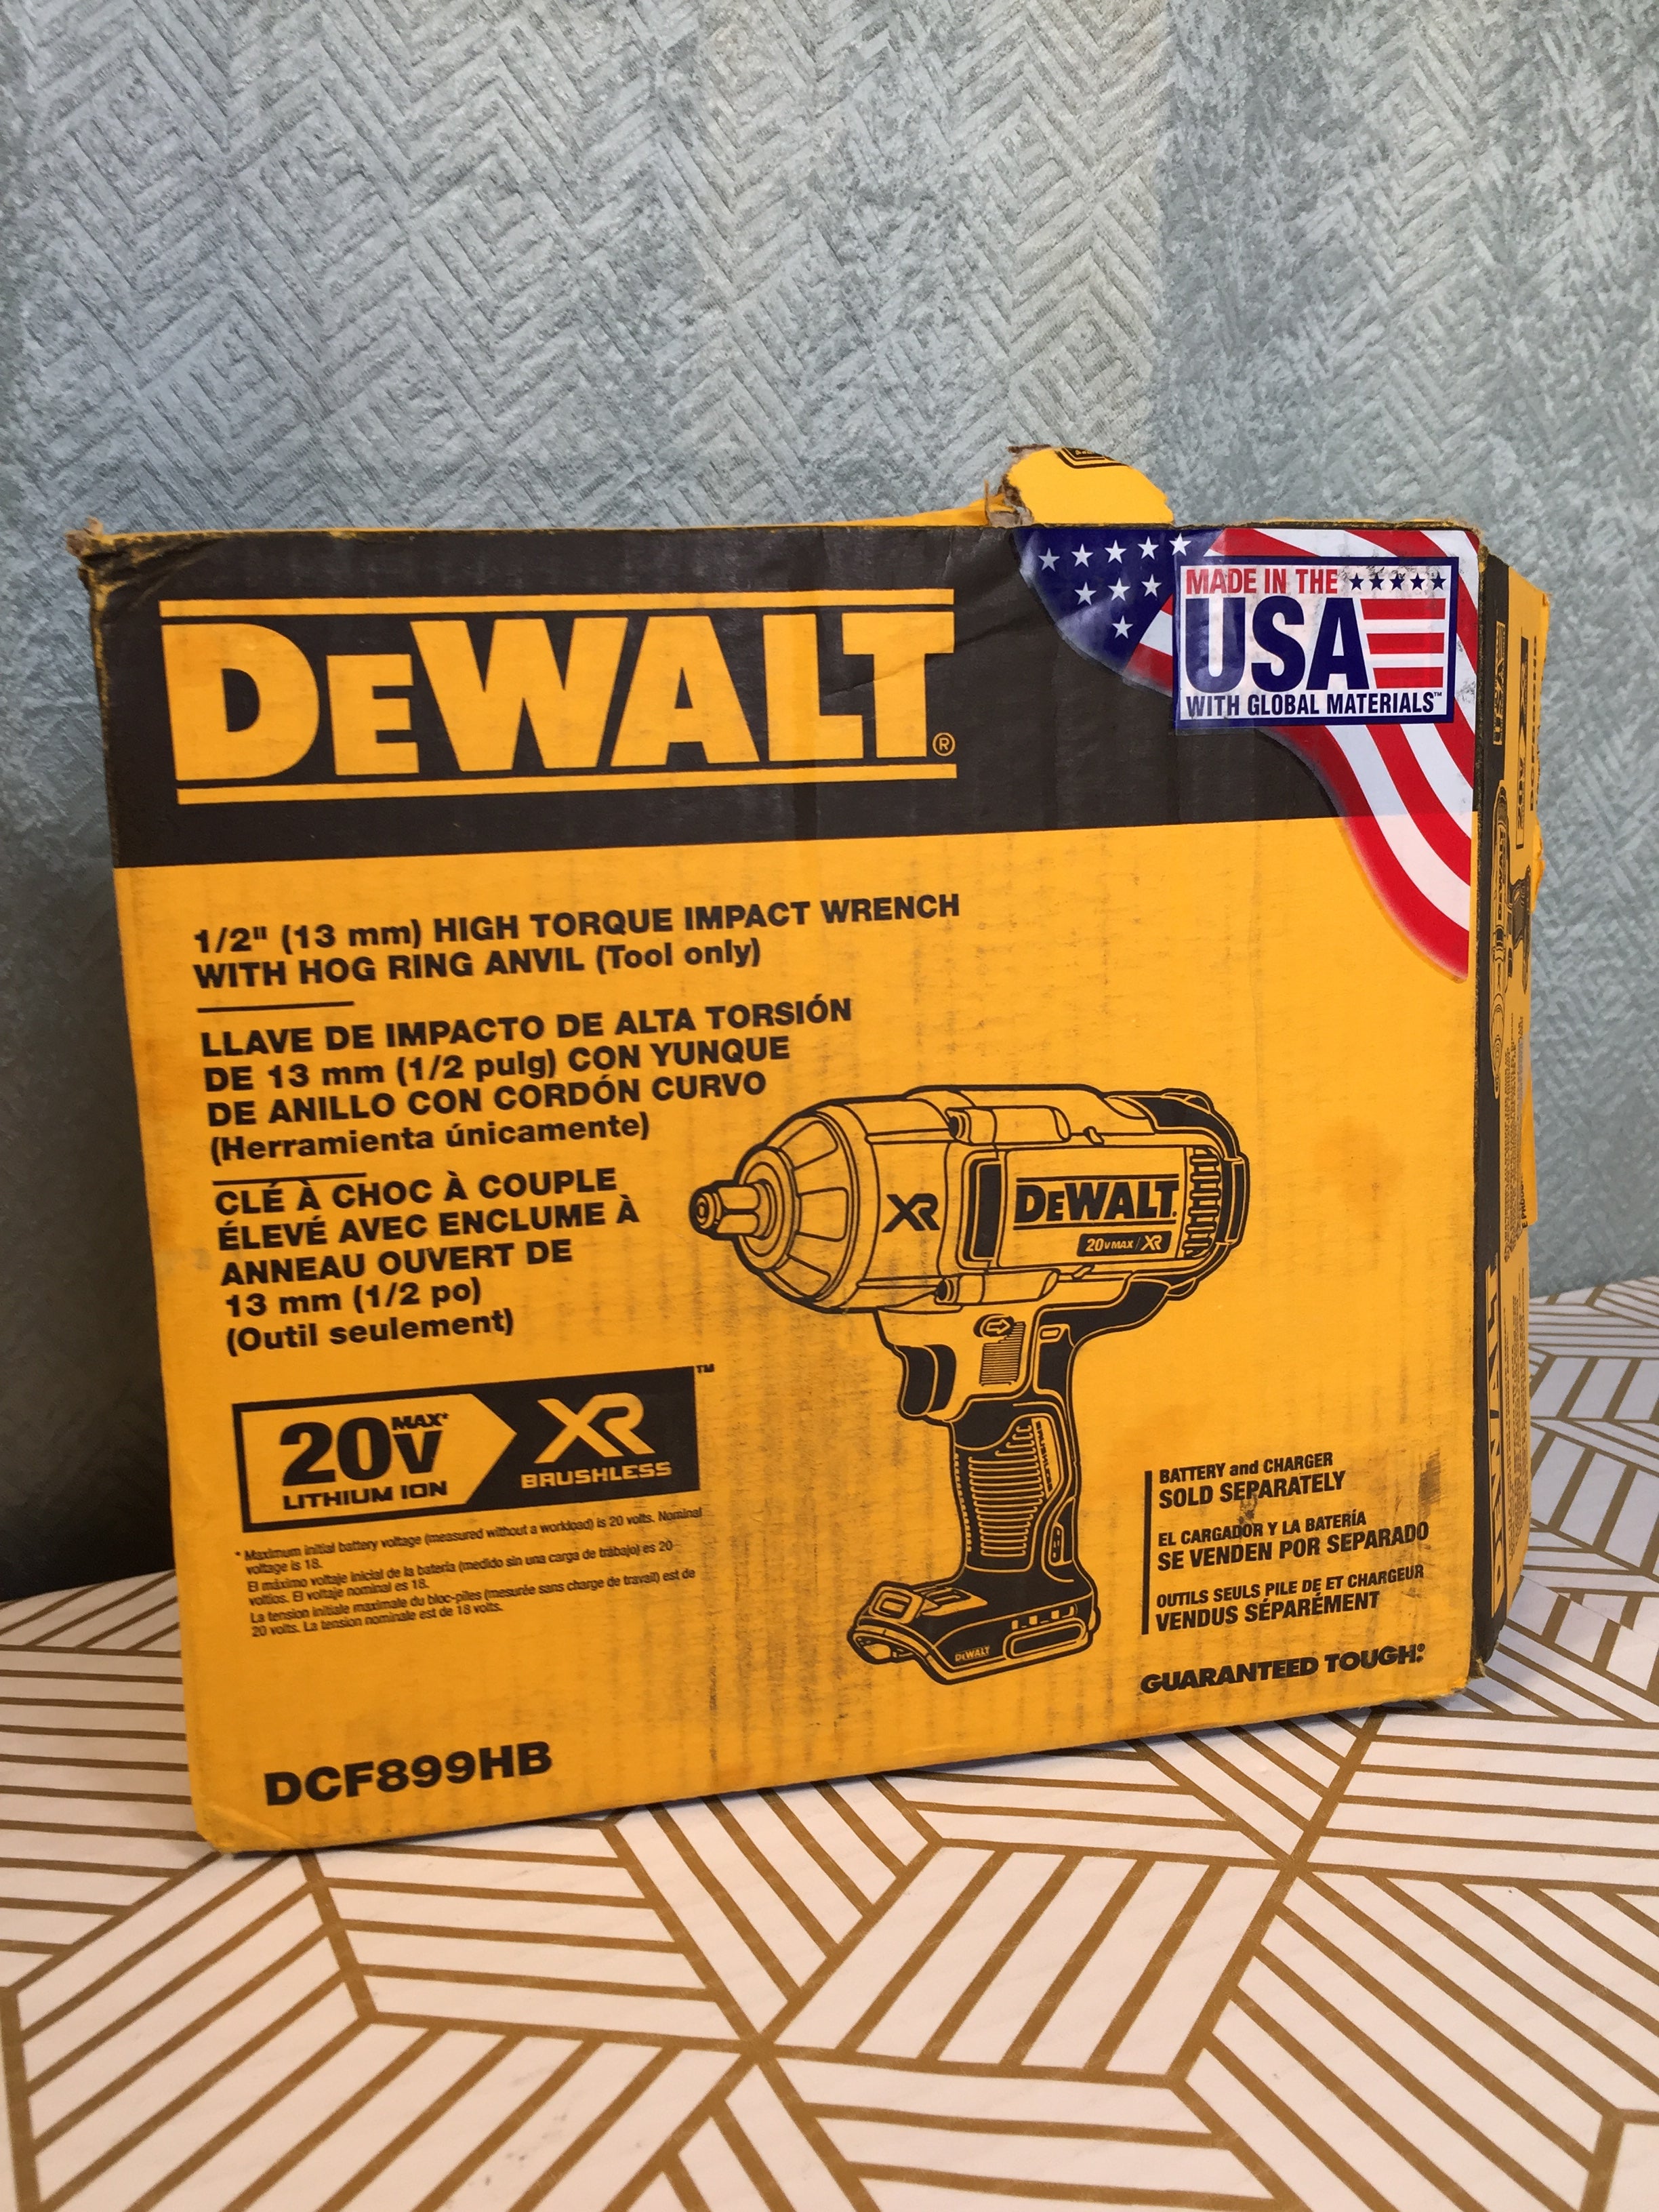 DEWALT®
MADE IN THE
USA
WITH GLOBAL MATERIALS™
1/2" (13 mm) HIGH TORQUE IMPACT WRENCH
WITH HOG RING ANVIL (Tool only)
LLAVE DE IMPACTO DE ALTA TORSIÓN
DE 13 mm (1/2 pulg) CON YUNQUE
DE ANILLO CON CORDÓN CURVO
(Herramienta únicamente)
CLÉ À CHOC À COUPLE
ÉLEVÉ AVEC ENCLUME À
ANNEAU OUVERT DE
13 mm (1/2 po)
(Outil seulement)
XR
DEWALT
20V MAX / XR
DEWALT
20V MAX*
LITHIUM ION
XR™
BRUSHLESS
* Maximum initial battery voltage (measured without a workload) is 20 volts. Nominal
voltage is 18.
El máximo voltaje inicial de la batería (medido sin una carga de trabajo) es 20
voltios. El voltaje nominal es 18.
La tension initiale maximale du bloc-piles (mesurée sans charge de travail) est de
20 volts. La tension nominale est de 18 volts.
BATTERY and CHARGER
SOLD SEPARATELY
EL CARGADOR Y LA BATERÍA
SE VENDEN POR SEPARADO
OUTILS SEULS PILE DE ET CHARGEUR
VENDUS SÉPARÉMENT
GUARANTEED TOUGH.®
DCF899HB